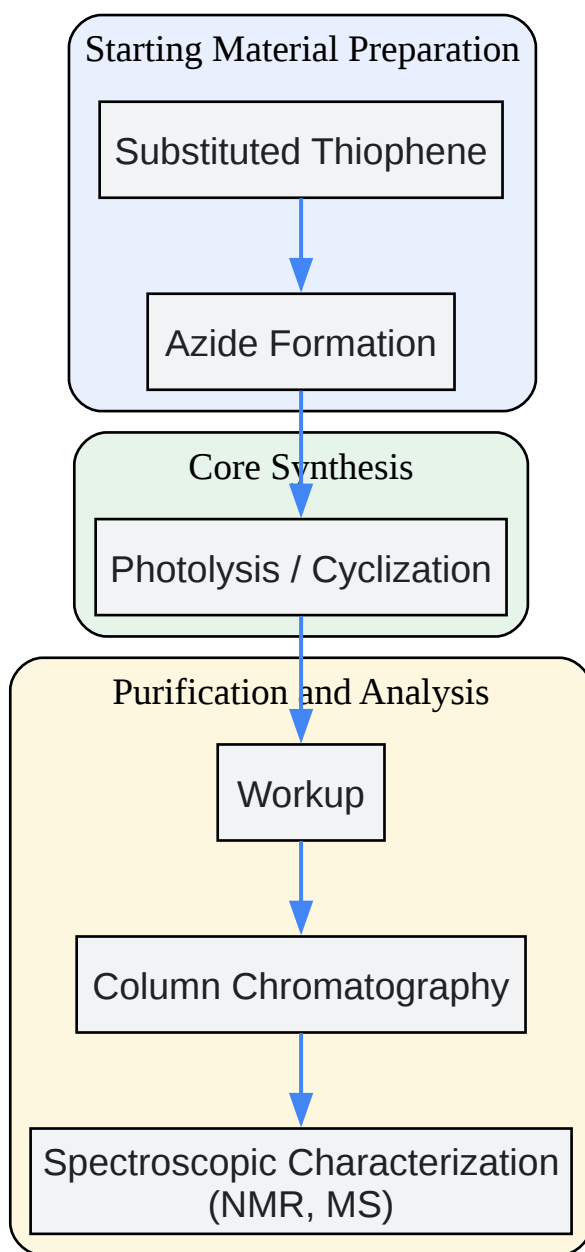 Starting Material Preparation
Substituted Thiophene
Azide Formation
Core Synthesis
Photolysis / Cyclization
Purification and Analysis
Workup
Column Chromatography
Spectroscopic Characterization
(NMR, MS)